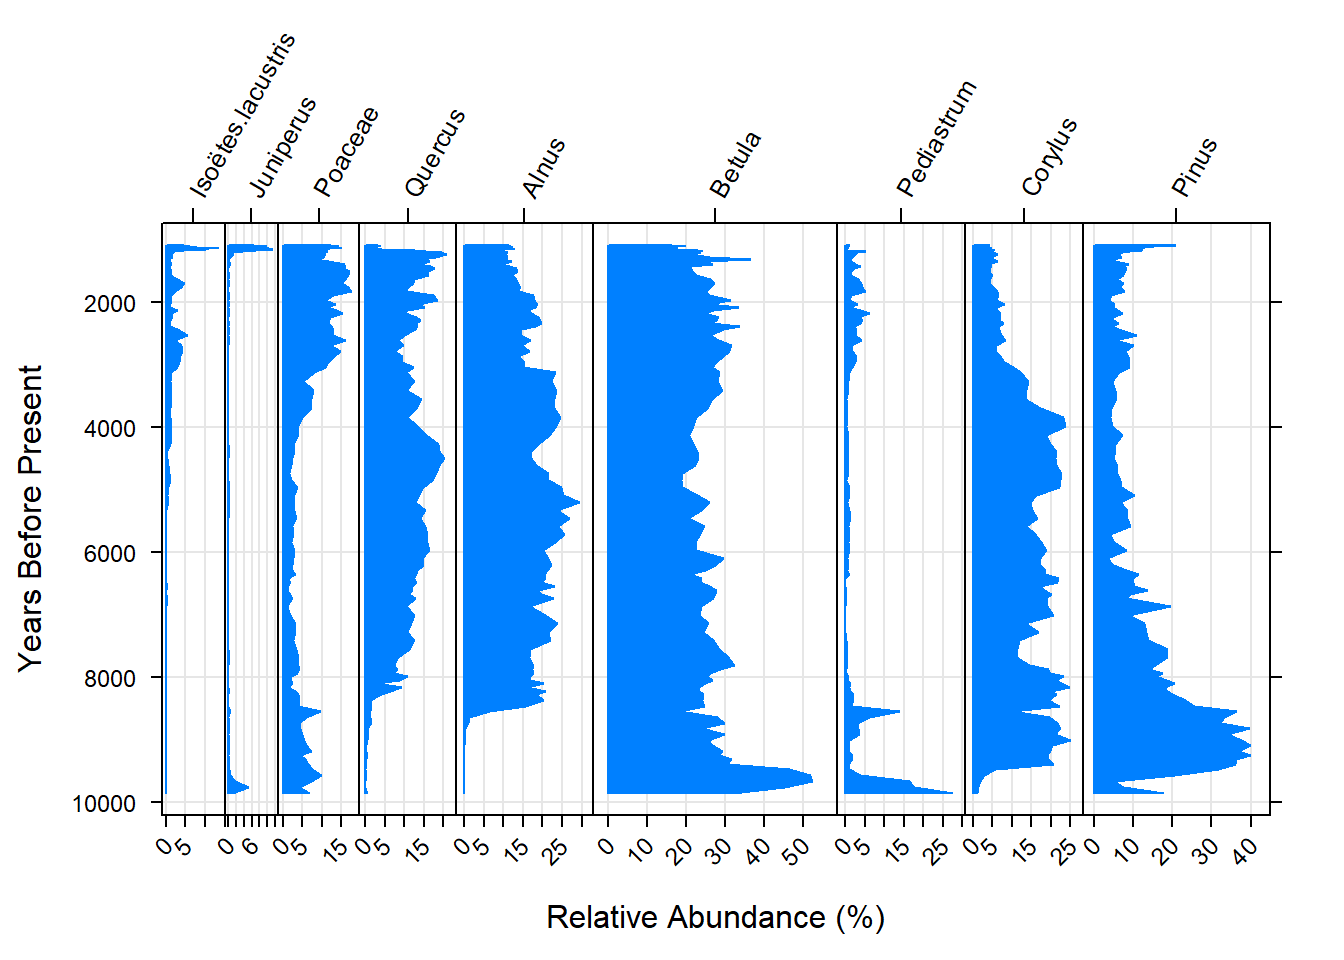 Isoëtes.lacustris
Juniperus
Poaceae
Quercus
Alnus
Betula
Pediastrum
Corylus
Pinus
Years Before Present
2000
4000
6000
8000
10000
0 5 0 6 0 5 15 0 5 15 0 5 15 25 0 10 20 30 40 50 0 5 15 25 0 5 15 25 0 10 20 30 40
Relative Abundance (%)